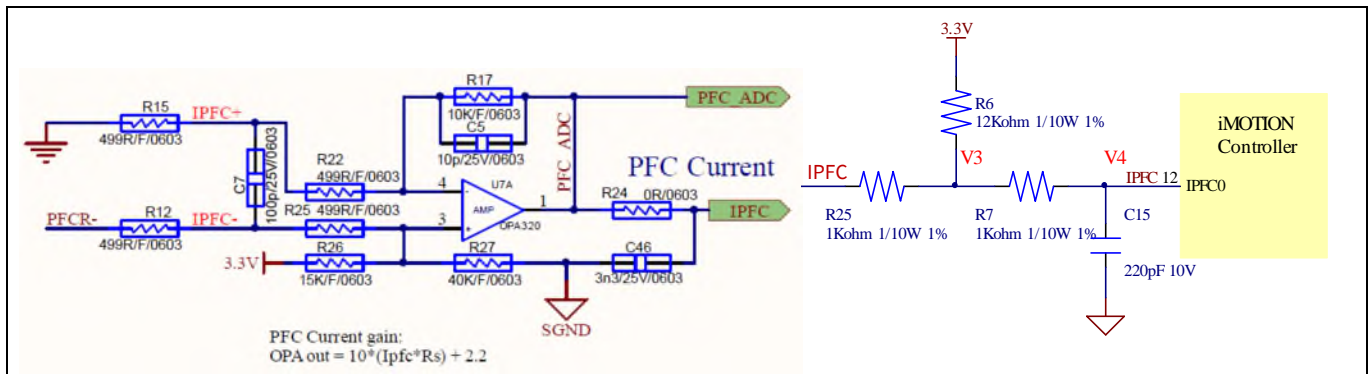 R15
499R/F/0603
IPFC+
C7
100p/25V/0603
PFCR-
R12
499R/F/0603
IPFC-
R22
499R/F/0603
R25
499R/F/0603
R17
10K/F/0603
C5
10p/25V/0603
4
U7A
AMP
3
OPA320
1
PFC_ADC
PFC_ADC
PFC Current
R24
0R/0603
IPFC
3.3V
R26
15K/F/0603
R27
40K/F/0603
C46
3n3/25V/0603
SGND
PFC Current gain:
OPA out = 10*(Ipfc*Rs) + 2.2
3.3V
R6
12Kohm 1/10W 1%
IPFC
V3
V4
R25
1Kohm 1/10W 1%
R7
1Kohm 1/10W 1%
IPFC 12
C15
220pF 10V
iMOTION
Controller
IPFC0